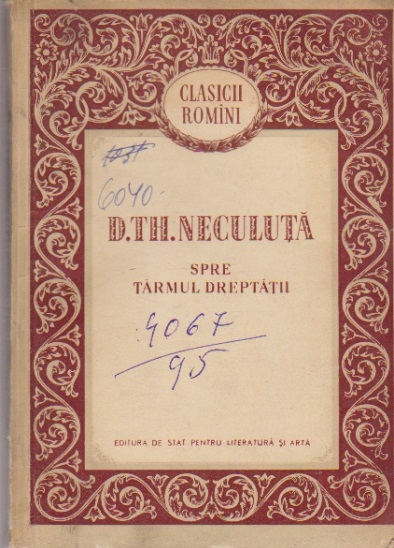 CLASICII
ROMÎNI
6040
D.TH.NECULUȚĂ
SPRE
ȚĂRMUL DREPTĂȚII
4067
95
EDITURA DE STAT PENTRU LITERATURĂ ȘI ARTĂ